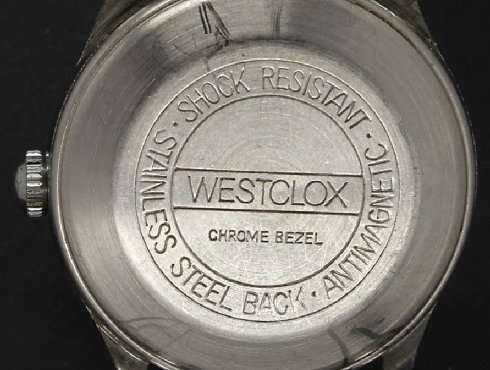 · SHOCK RESISTANT · ANTIMAGNETIC · STAINLESS STEEL BACK
WESTCLOX
CHROME BEZEL